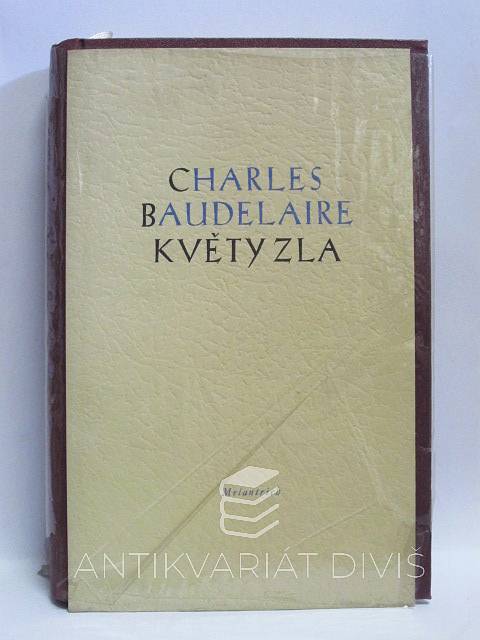 CHARLES
BAUDELAIRE
KVĚTY ZLA
Melantrich
ANTIKVARIÁT DIVIŠ